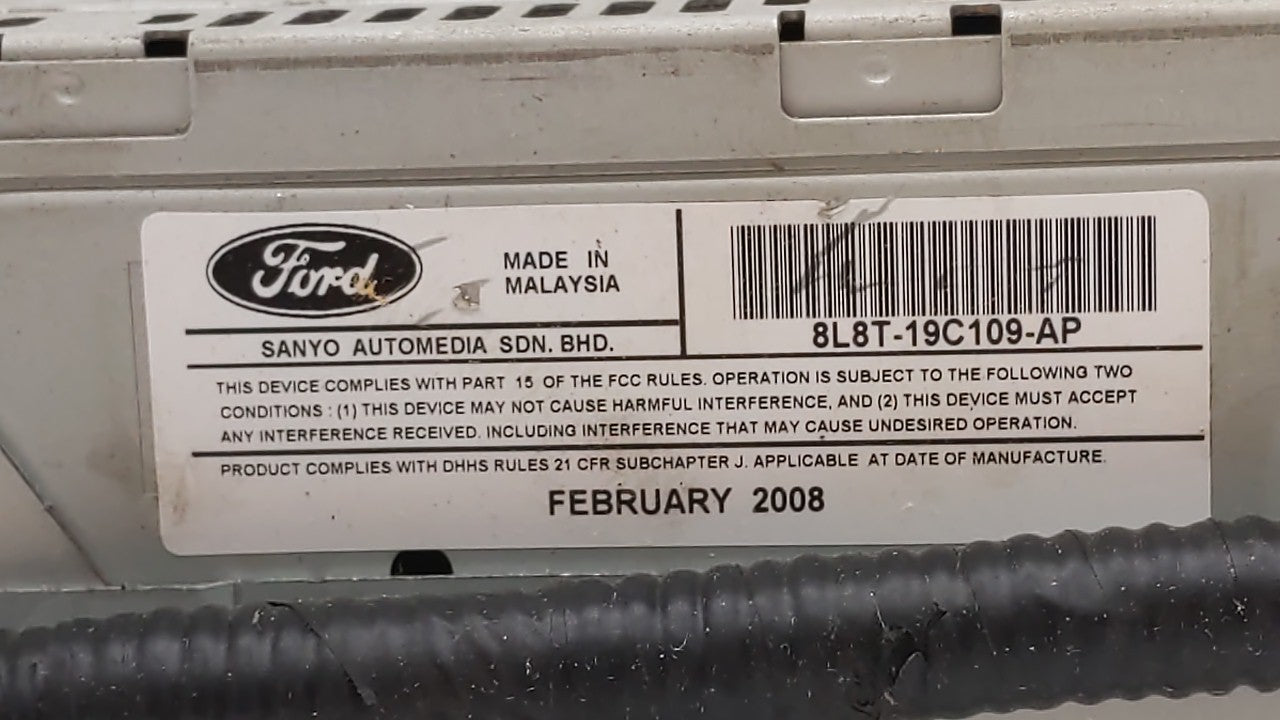 Ford
MADE IN
MALAYSIA
SANYO AUTOMEDIA SDN. BHD.
8L8T-19C109-AP
THIS DEVICE COMPLIES WITH PART 15 OF THE FCC RULES. OPERATION IS SUBJECT TO THE FOLLOWING TWO
CONDITIONS : (1) THIS DEVICE MAY NOT CAUSE HARMFUL INTERFERENCE, AND (2) THIS DEVICE MUST ACCEPT
ANY INTERFERENCE RECEIVED. INCLUDING INTERFERENCE THAT MAY CAUSE UNDESIRED OPERATION.
PRODUCT COMPLIES WITH DHHS RULES 21 CFR SUBCHAPTER J. APPLICABLE AT DATE OF MANUFACTURE.
FEBRUARY 2008